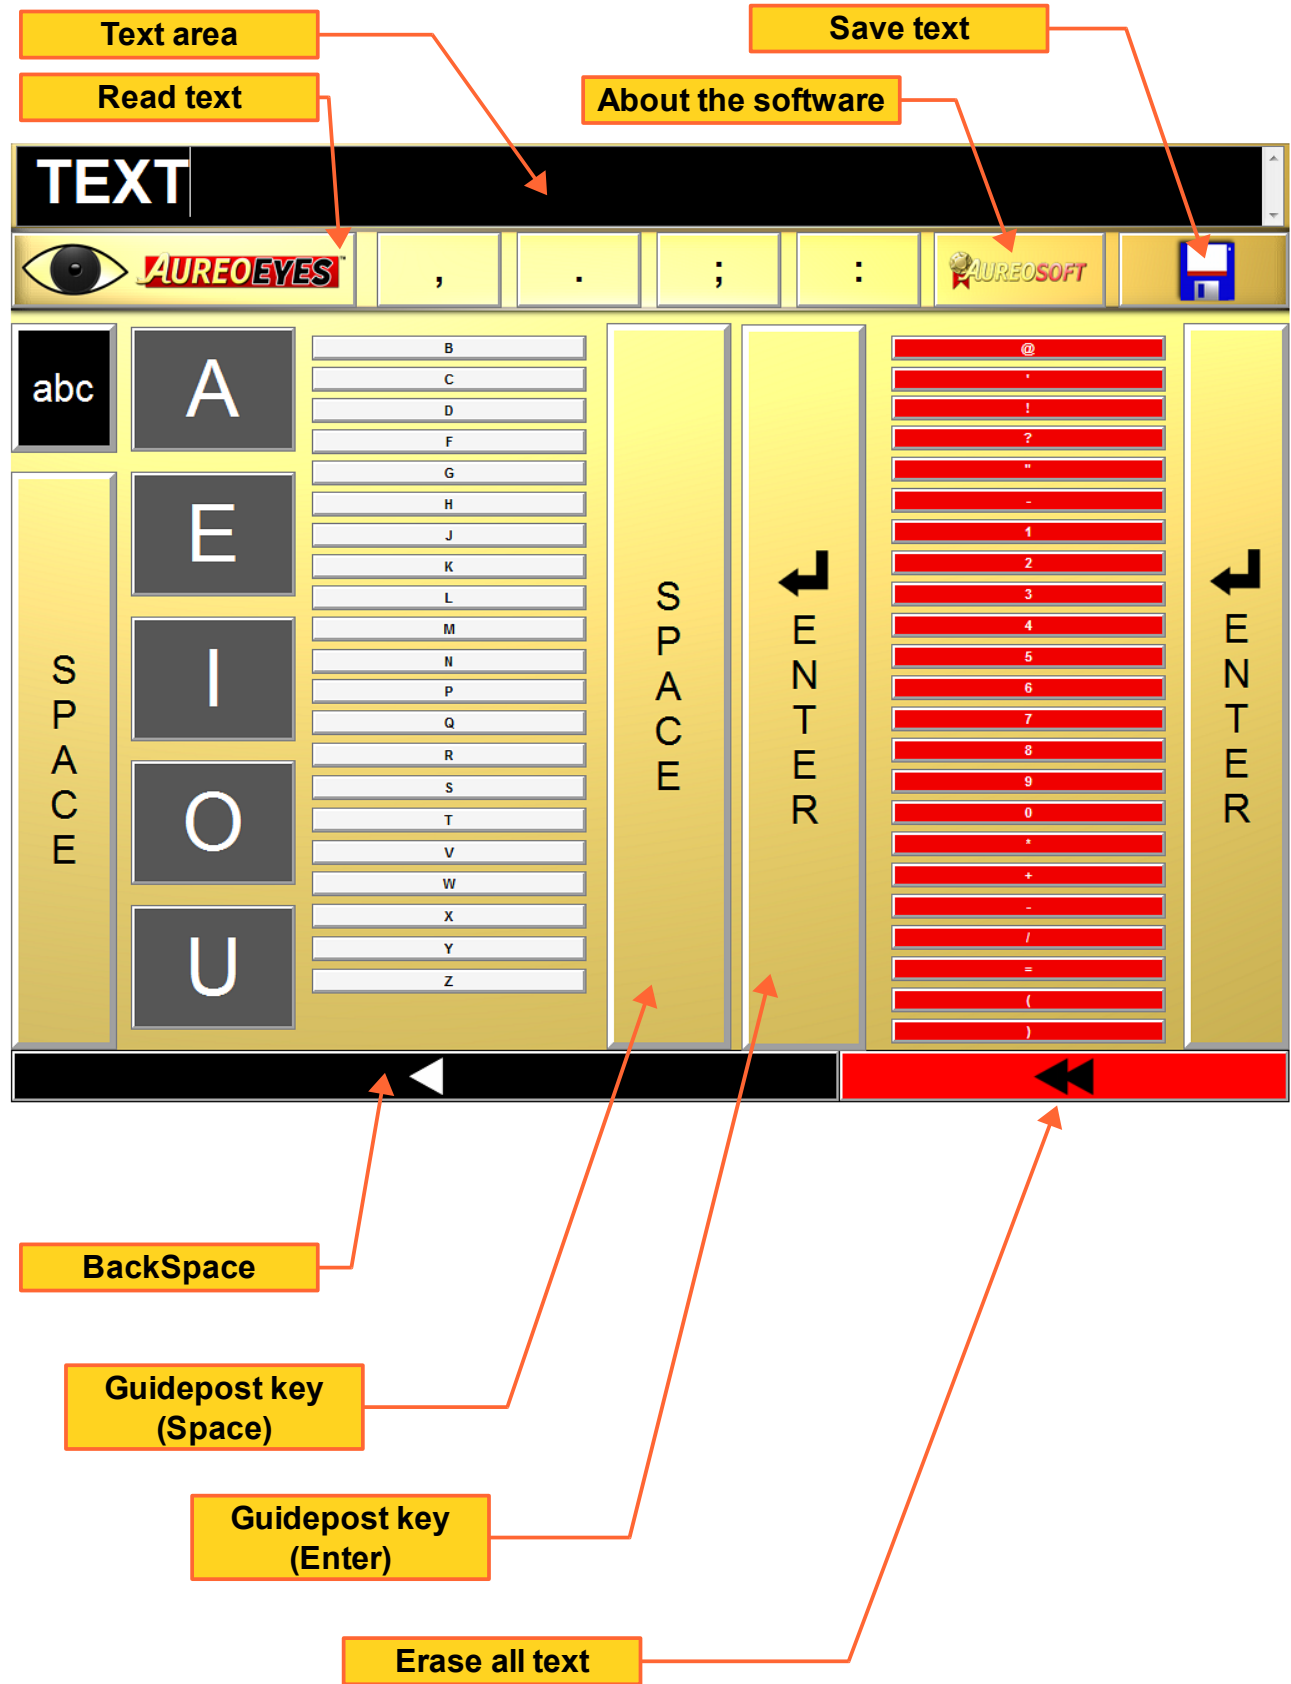 Text area
Save text
Read text
About the software
TEXT
AUREOEYES™
,
.
;
:
AUREOSOFT
abc
A
E
I
O
U
SPACE
B
C
D
F
G
H
J
K
L
M
N
P
Q
R
S
T
V
W
X
Y
Z
SPACE
ENTER
@
'
!
?
"
-
1
2
3
4
5
6
7
8
9
0
*
+
-
/
=
(
)
ENTER
BackSpace
Guidepost key
(Space)
Guidepost key
(Enter)
Erase all text